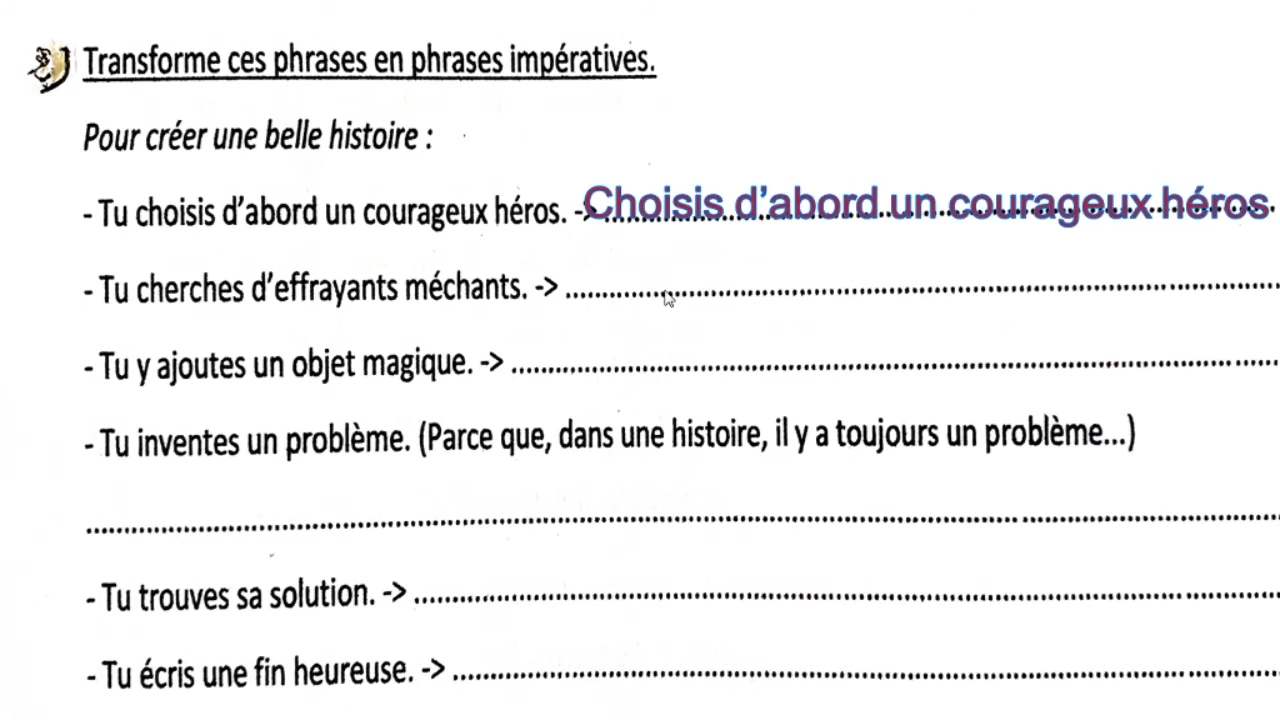 Transforme ces phrases en phrases impératives.
Pour créer une belle histoire :
- Tu choisis d'abord un courageux héros. -> Choisis d'abord un courageux héros.
- Tu cherches d'effrayants méchants. -> ........................................
- Tu y ajoutes un objet magique. -> ........................................
- Tu inventes un problème. (Parce que, dans une histoire, il y a toujours un problème...)
........................................
- Tu trouves sa solution. -> ........................................
- Tu écris une fin heureuse. -> ........................................